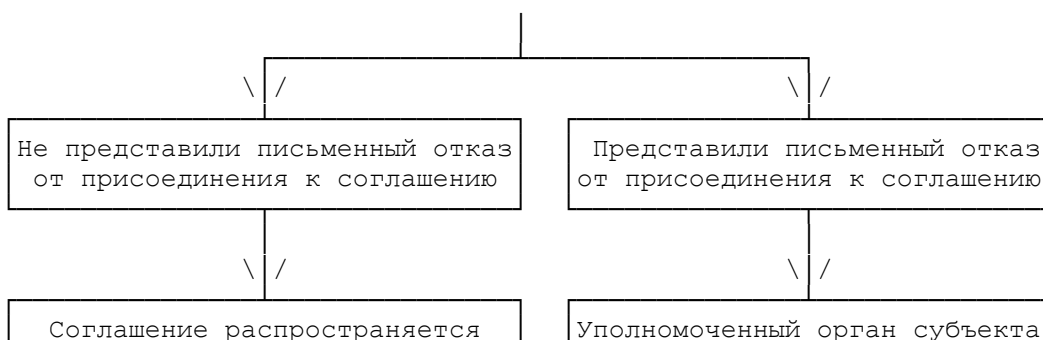 Не представили письменный отказ
от присоединения к соглашению
Представили письменный отказ
от присоединения к соглашению
Соглашение распространяется
Уполномоченный орган субъекта